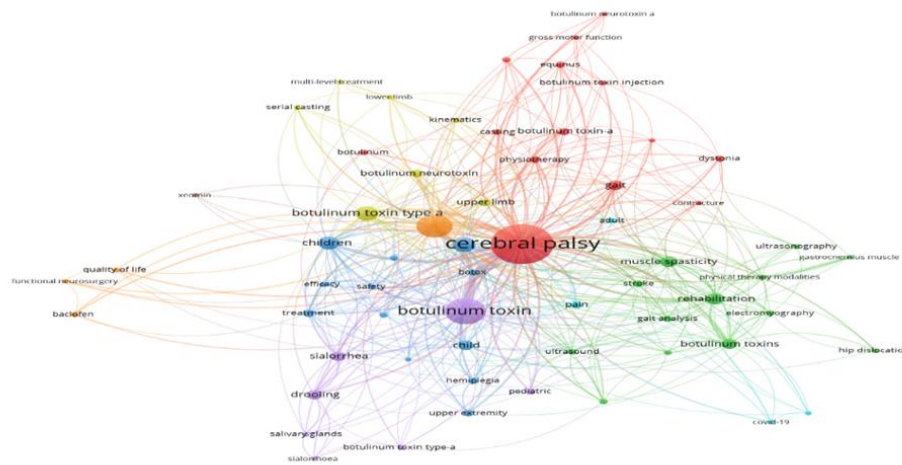 botulinum neurotoxin a
gross motor function
equinus
multi-level treatment
botulinum toxin injection
lower limb
serial casting
kinematics
casting
botulinum toxin-a
botulinum
physiotherapy
dystonia
botulinum neurotoxin
gait
xeomin
upper limb
contracture
botulinum toxin type a
adult
children
cerebral palsy
ultrasonography
gastrocnemius muscle
muscle spasticity
quality of life
botox
physical therapy modalities
functional neurosurgery
efficacy
safety
stroke
rehabilitation
baclofen
treatment
botulinum toxin
pain
gait analysis
electromyography
child
botulinum toxins
sialorrhea
ultrasound
hip dislocatio
hemiplegia
drooling
pediatric
upper extremity
covid-19
salivary glands
botulinum toxin type-a
sialorrhoea